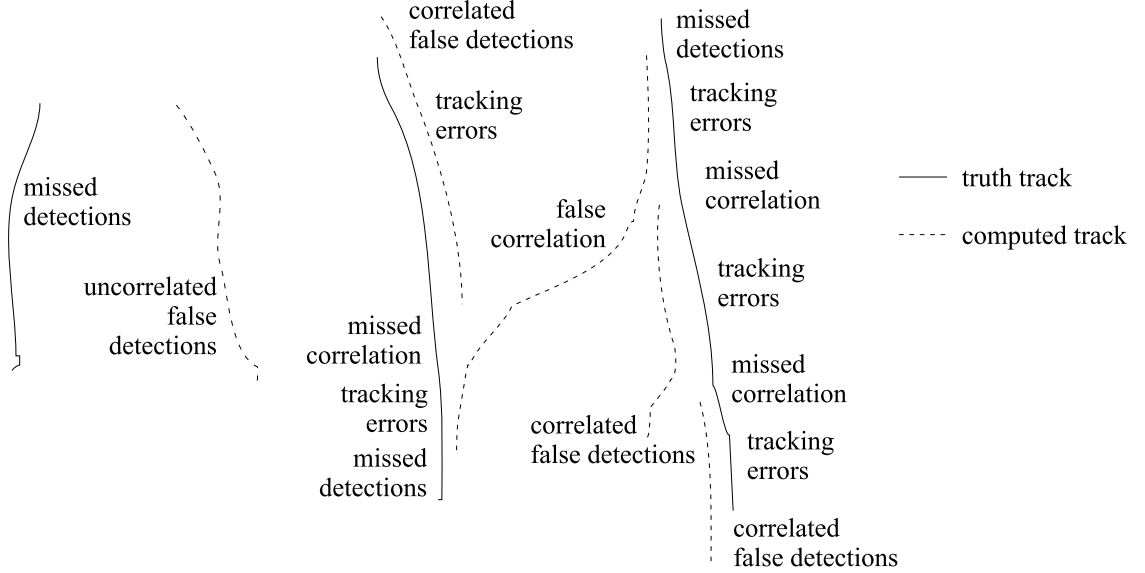 missed
detections
uncorrelated
false
detections
correlated
false detections
tracking
errors
missed
correlation
tracking
errors
missed
detections
false
correlation
correlated
false detections
missed
detections
tracking
errors
missed
correlation
tracking
errors
missed
correlation
tracking
errors
correlated
false detections
truth track
computed track